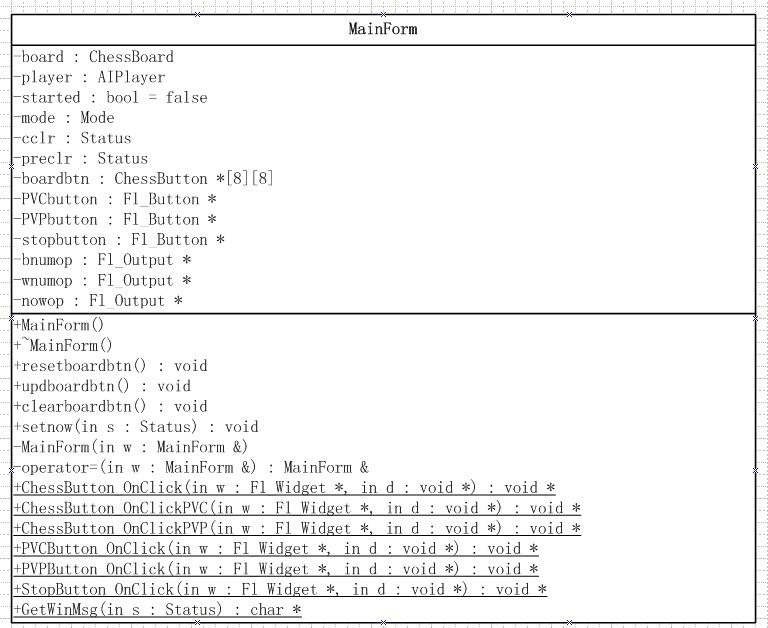 MainForm
-board : ChessBoard
-player : AIPlayer
-started : bool = false
-mode : Mode
-cclr : Status
-preclr : Status
-boardbtn : ChessButton *[8][8]
-PVCbutton : Fl_Button *
-PVPbutton : Fl_Button *
-stopbutton : Fl_Button *
-bnumop : Fl_Output *
-wnumop : Fl_Output *
-nowop : Fl_Output *
+MainForm()
+~MainForm()
+resetboardbtn() : void
+updboardbtn() : void
+clearboardbtn() : void
+setnow(in s : Status) : void
-MainForm(in w : MainForm &)
-operator=(in w : MainForm &) : MainForm &
+ChessButton_OnClick(in w : Fl_Widget *, in d : void *) : void *
+ChessButton_OnClickPVC(in w : Fl_Widget *, in d : void *) : void *
+ChessButton_OnClickPVP(in w : Fl_Widget *, in d : void *) : void *
+PVCButton_OnClick(in w : Fl_Widget *, in d : void *) : void *
+PVPButton_OnClick(in w : Fl_Widget *, in d : void *) : void *
+StopButton_OnClick(in w : Fl_Widget *, in d : void *) : void *
+GetWinMsg(in s : Status) : char *